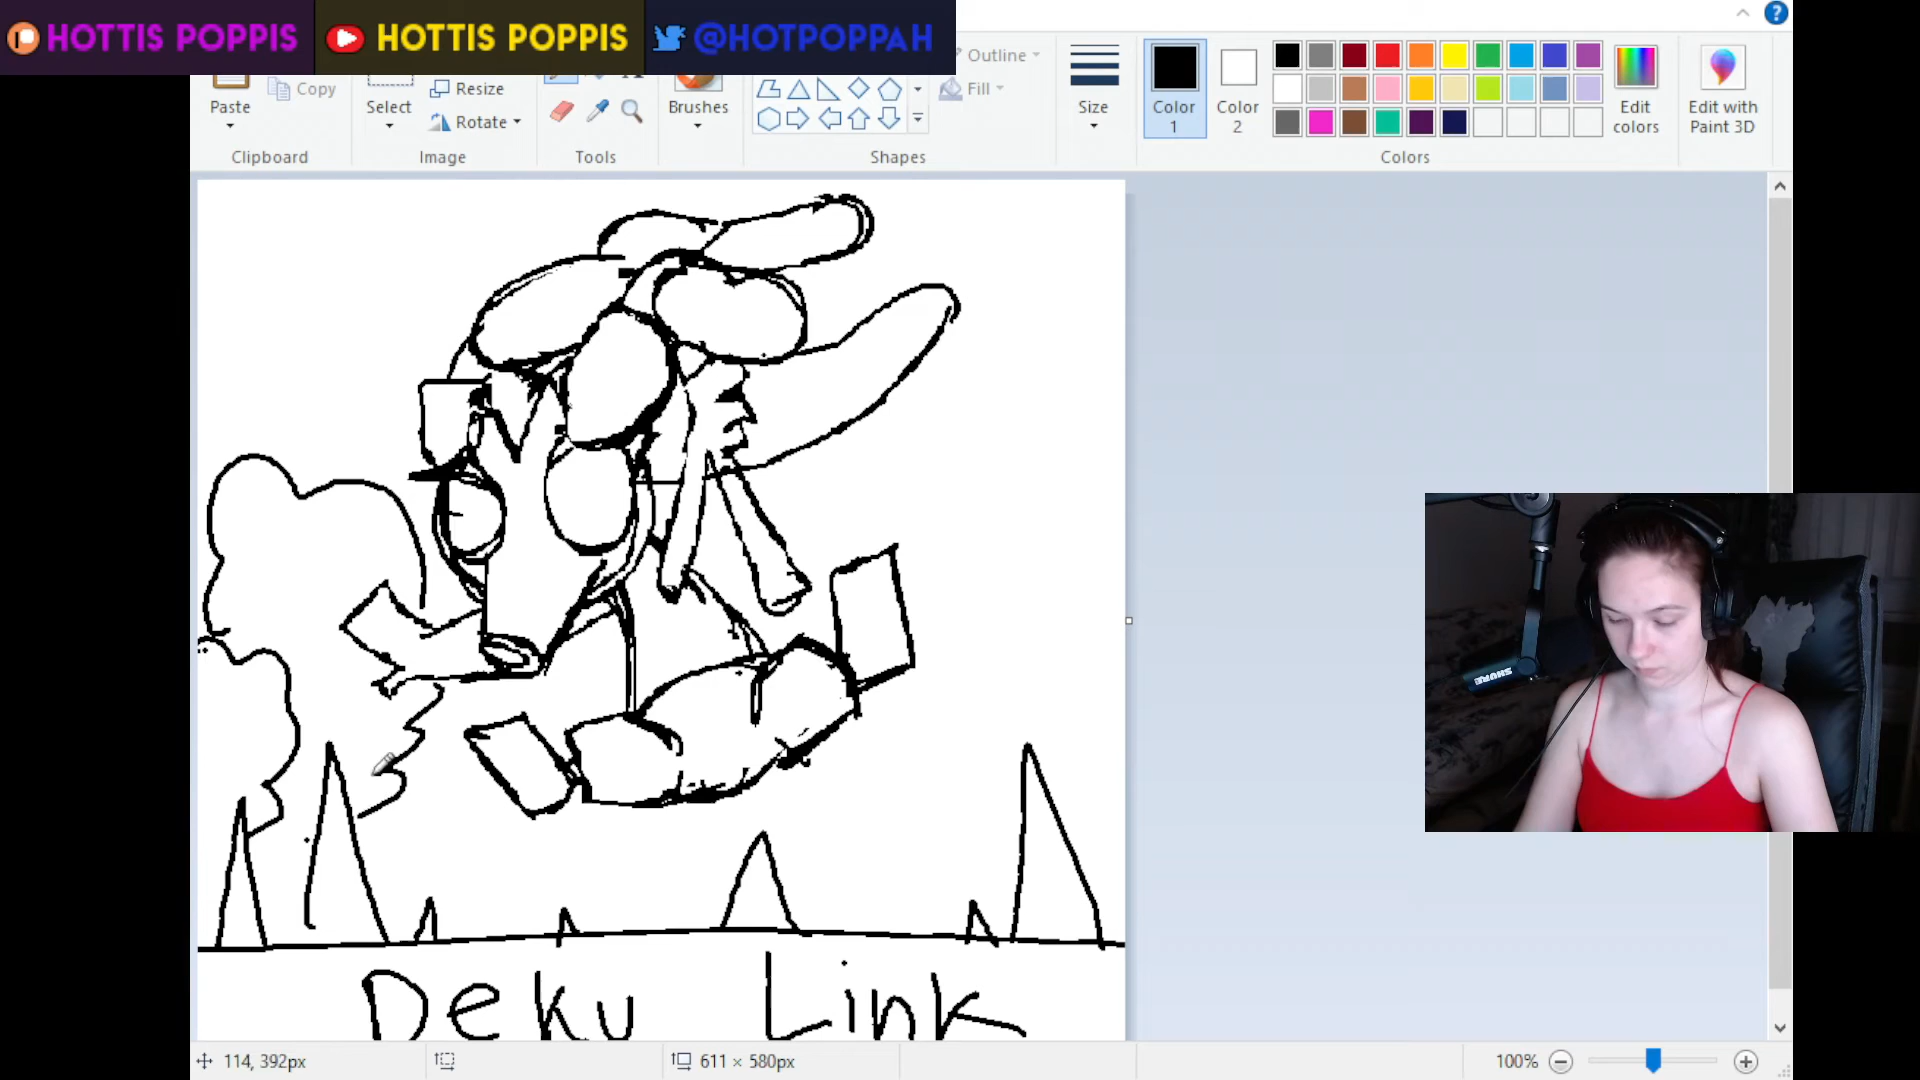 HOTTIS POPPIS
HOTTIS POPPIS
@HOTPOPPAH
Paste
Copy
Clipboard
Select
Resize
Rotate
Image
Tools
Brushes
Shapes
Outline
Fill
Size
Color 1
Color 2
Edit colors
Colors
Edit with Paint 3D
SHURE
Deku Link
114, 392px
611 × 580px
100%